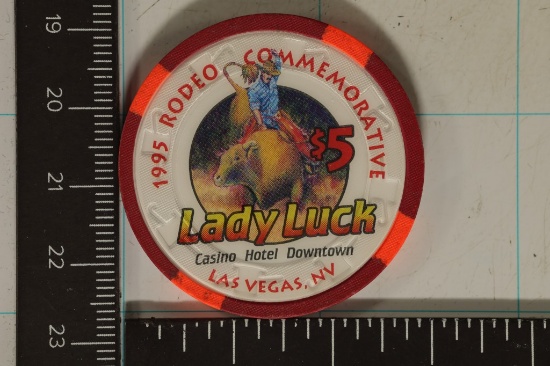 1995 RODEO COMMEMORATIVE
$5
Lady Luck
Casino Hotel Downtown
LAS VEGAS, NV
19
20
21
22
23